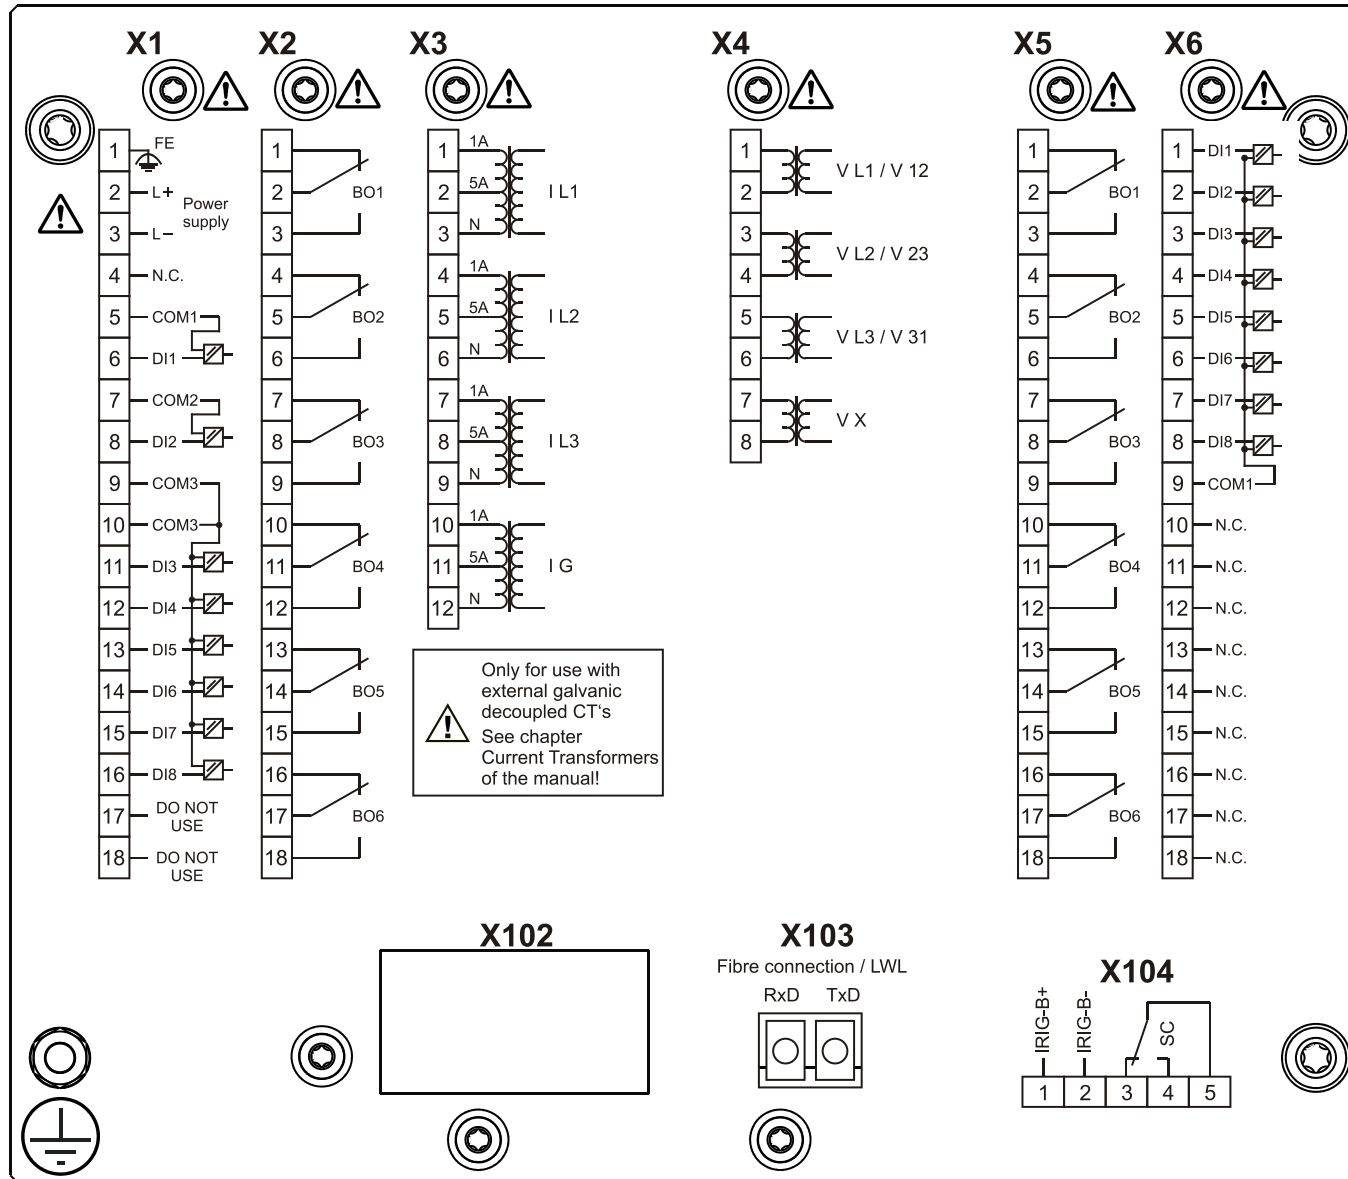 X1 X2 X3 X4 X5 X6
1 FE
2 L+
Power
supply
3 L–
4 N.C.
5 COM1
6 DI1
7 COM2
8 DI2
9 COM3
10 COM3
11 DI3
12 DI4
13 DI5
14 DI6
15 DI7
16 DI8
17 DO NOT
USE
18 DO NOT
USE
1
2 BO1
3
4
5 BO2
6
7
8 BO3
9
10
11 BO4
12
13
14 BO5
15
16
17 BO6
18
1 1A
2 5A I L1
3 N
4 1A
5 5A I L2
6 N
7 1A
8 5A I L3
9 N
10 1A
11 5A I G
12 N
Only for use with
external galvanic
decoupled CT‘s
See chapter
Current Transformers
of the manual!
1
V L1 / V 12
2
3
V L2 / V 23
4
5
V L3 / V 31
6
7
V X
8
1
2 BO1
3
4
5 BO2
6
7
8 BO3
9
10
11 BO4
12
13
14 BO5
15
16
17 BO6
18
1 DI1
2 DI2
3 DI3
4 DI4
5 DI5
6 DI6
7 DI7
8 DI8
9 COM1
10 N.C.
11 N.C.
12 N.C.
13 N.C.
14 N.C.
15 N.C.
16 N.C.
17 N.C.
18 N.C.
X102
X103
Fibre connection / LWL
RxD TxD
X104
IRIG-B+
IRIG-B-
SC
1 2 3 4 5